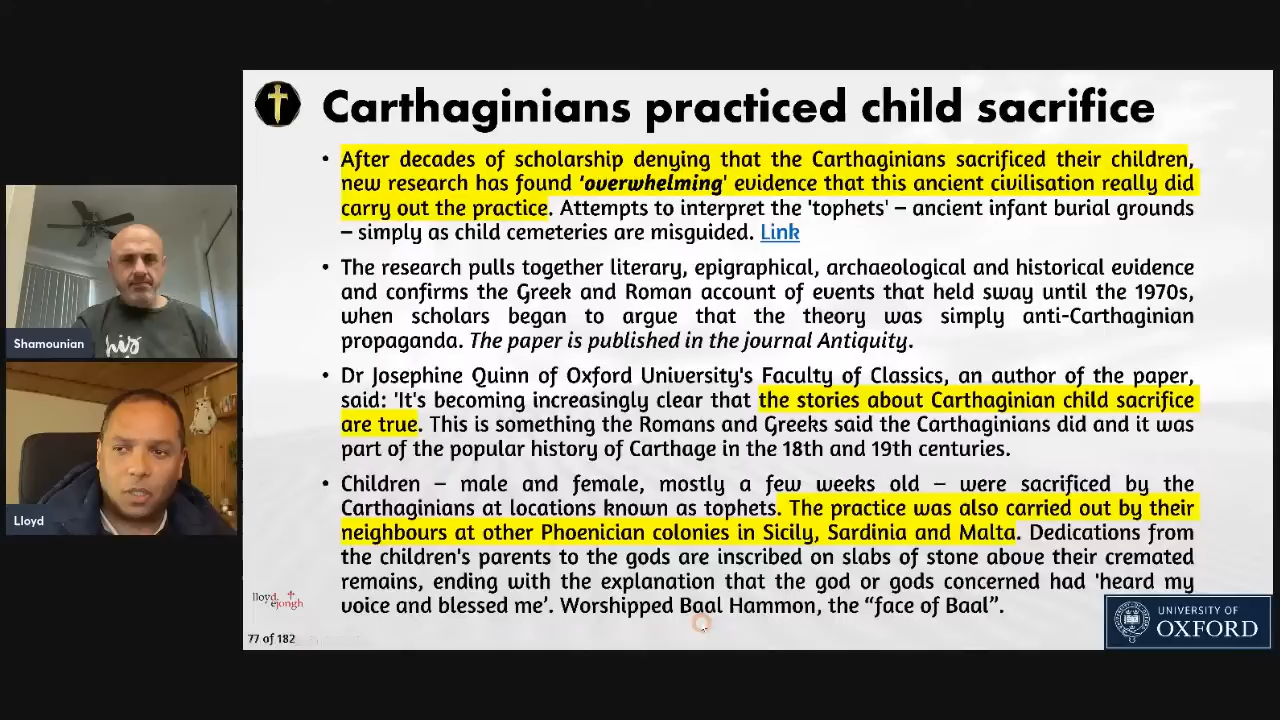 Carthaginians practiced child sacrifice
• After decades of scholarship denying that the Carthaginians sacrificed their children,
new research has found 'overwhelming' evidence that this ancient civilisation really did
carry out the practice. Attempts to interpret the 'tophets' – ancient infant burial grounds
– simply as child cemeteries are misguided. Link
• The research pulls together literary, epigraphical, archaeological and historical evidence
and confirms the Greek and Roman account of events that held sway until the 1970s,
when scholars began to argue that the theory was simply anti-Carthaginian
propaganda. The paper is published in the journal Antiquity.
• Dr Josephine Quinn of Oxford University's Faculty of Classics, an author of the paper,
said: 'It's becoming increasingly clear that the stories about Carthaginian child sacrifice
are true. This is something the Romans and Greeks said the Carthaginians did and it was
part of the popular history of Carthage in the 18th and 19th centuries.
• Children – male and female, mostly a few weeks old – were sacrificed by the
Carthaginians at locations known as tophets. The practice was also carried out by their
neighbours at other Phoenician colonies in Sicily, Sardinia and Malta. Dedications from
the children's parents to the gods are inscribed on slabs of stone above their cremated
remains, ending with the explanation that the god or gods concerned had 'heard my
voice and blessed me'. Worshipped Baal Hammon, the "face of Baal".
lloyd
ejongh
77 of 182
UNIVERSITY OF
OXFORD
Shamounian
his
Lloyd